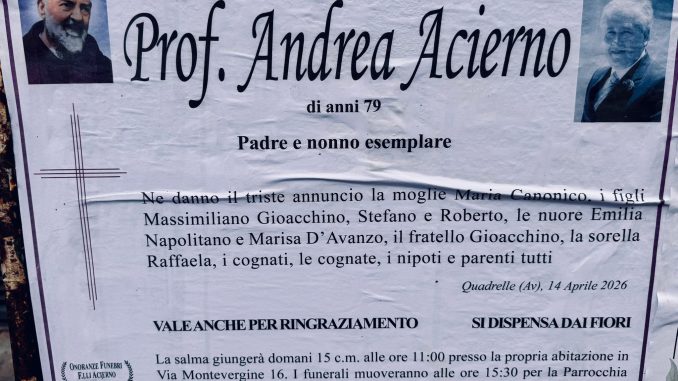 Prof. Andrea Acierno
di anni 79
Padre e nonno esemplare
Ne danno il triste annuncio la moglie Maria Canonico, i figli
Massimiliano Gioacchino, Stefano e Roberto, le nuore Emilia
Napolitano e Marisa D'Avanzo, il fratello Gioacchino, la sorella
Raffaela, i cognati, le cognate, i nipoti e parenti tutti
Quadrelle (Av), 14 Aprile 2026
VALE ANCHE PER RINGRAZIAMENTO SI DISPENSA DAI FIORI
La salma giungerà domani 15 c.m. alle ore 11:00 presso la propria abitazione in
Via Montevergine 16. I funerali muoveranno alle ore 15:30 per la Parrocchia
ONORANZE FUNEBRI
F.LLI ACIERNO